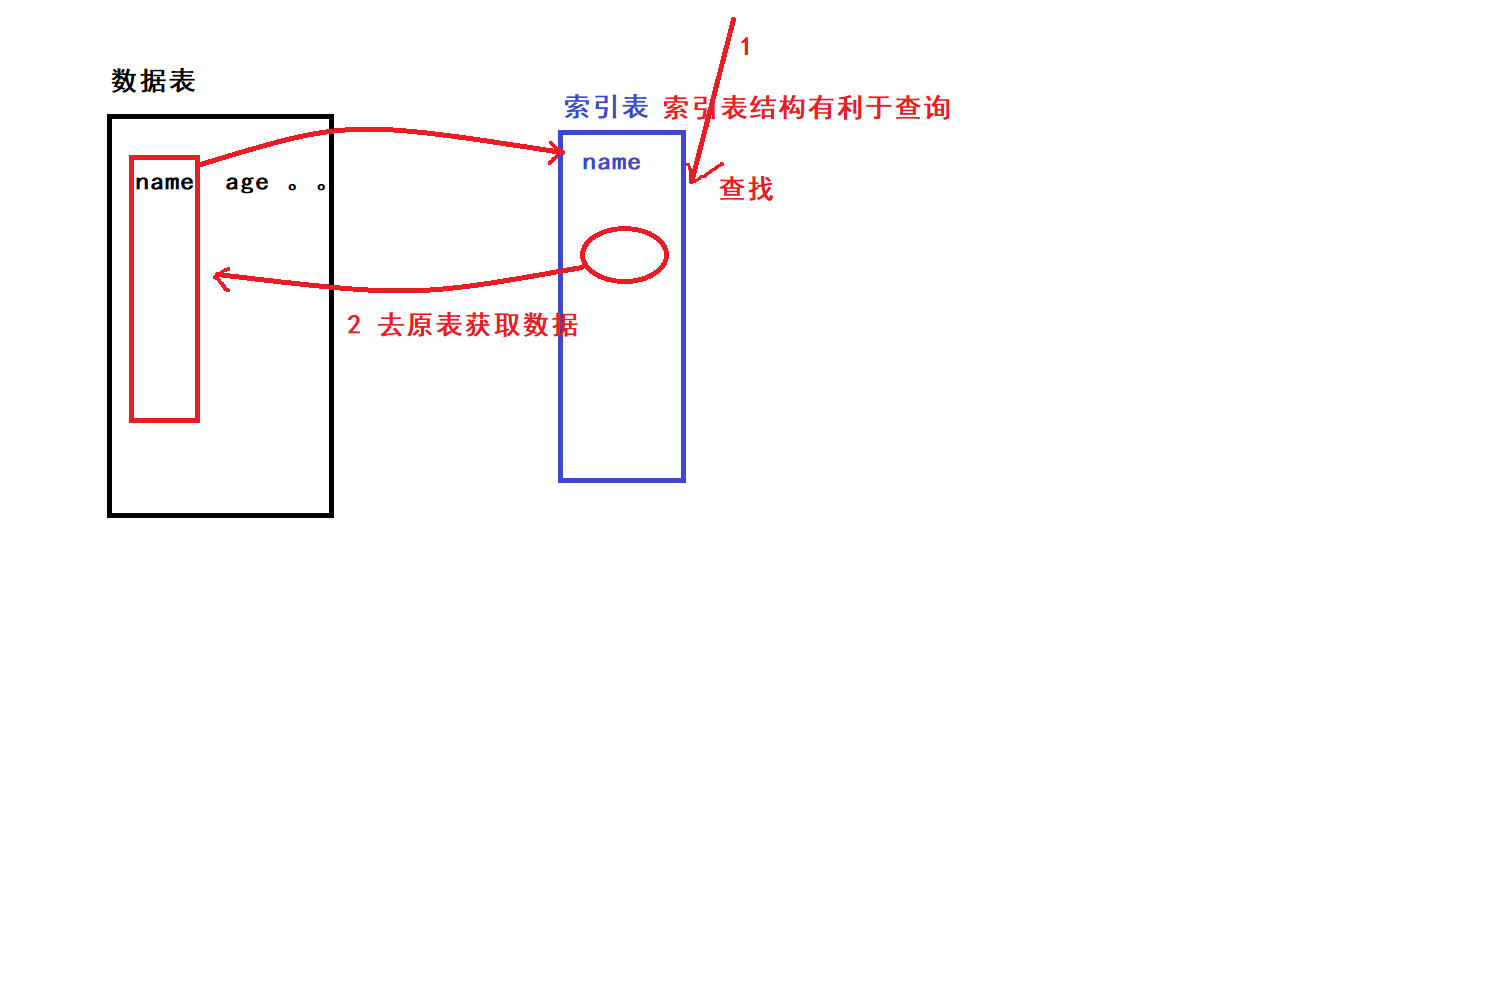 1
数据表
索引表 索引表结构有利于查询
name
name age 。。
查找
2 去原表获取数据